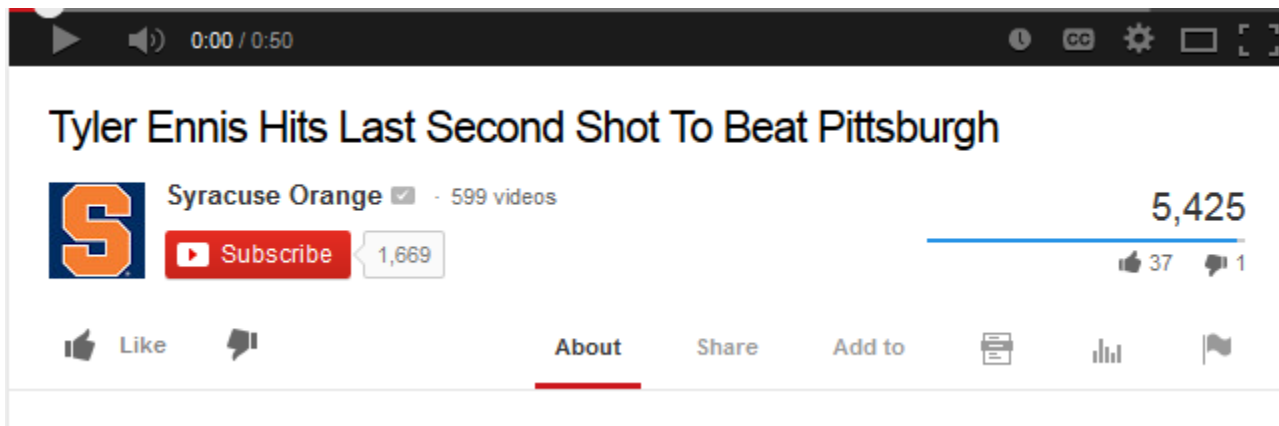 0:00 / 0:50 CC
Tyler Ennis Hits Last Second Shot To Beat Pittsburgh
S
Syracuse Orange · 599 videos
5,425
Subscribe 1,669
37 1
Like About Share Add to